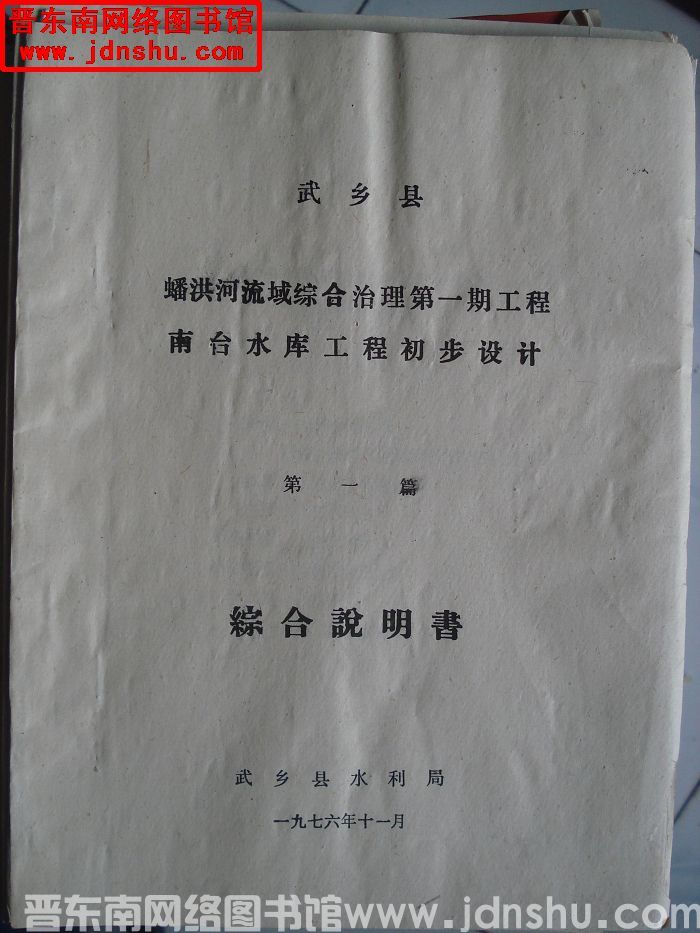 晋东南网络图书馆
www.jdnshu.com
武乡县
蟠洪河流域综合治理第一期工程
南台水库工程初步设计
第一篇
綜合說明書
武乡县水利局
一九七六年十一月
晋东南网络图书馆www.jdnshu.com